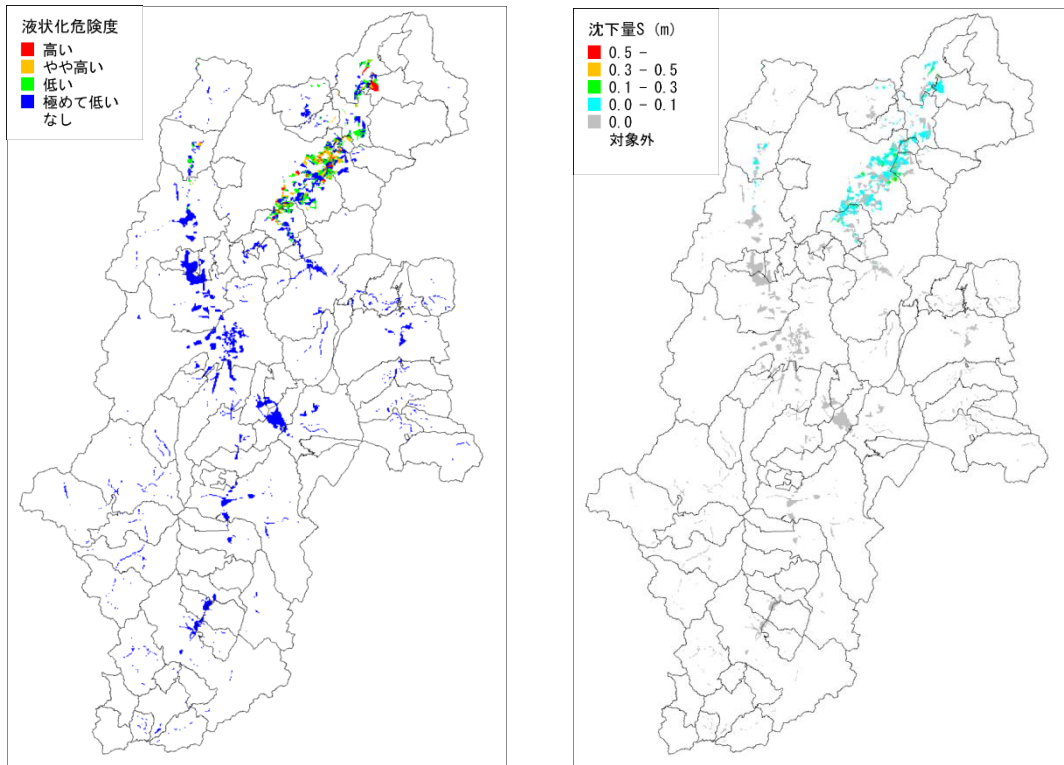 液状化危険度
高い
やや高い
低い
極めて低い
なし
沈下量S (m)
0.5 -
0.3 - 0.5
0.1 - 0.3
0.0 - 0.1
0.0
対象外